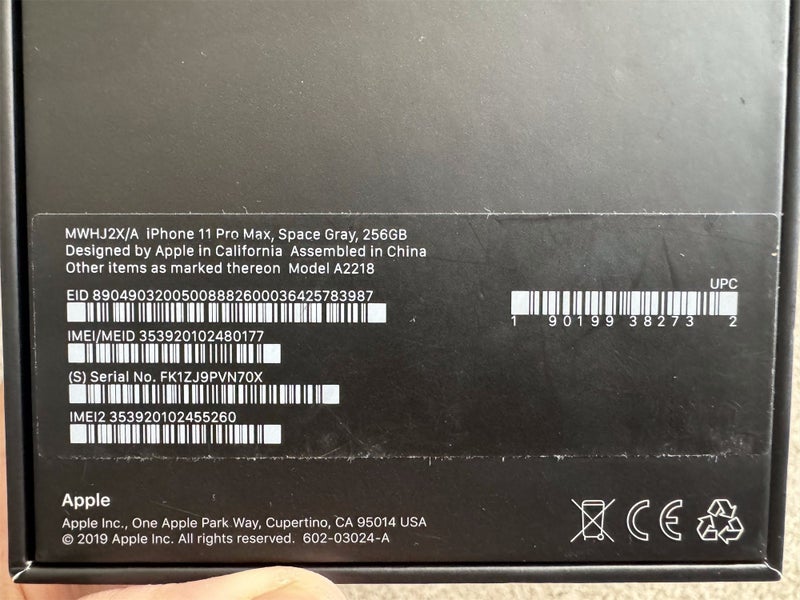 MWHJ2X/A iPhone 11 Pro Max, Space Gray, 256GB
Designed by Apple in California Assembled in China
Other items as marked thereon Model A2218
EID 89049032005008882600036425783987
IMEI/MEID 353920102480177
(S) Serial No. FK1ZJ9PVN70X
IMEI2 353920102455260
UPC
1 90199 38273 2
Apple
Apple Inc., One Apple Park Way, Cupertino, CA 95014 USA
© 2019 Apple Inc. All rights reserved. 602-03024-A
CE